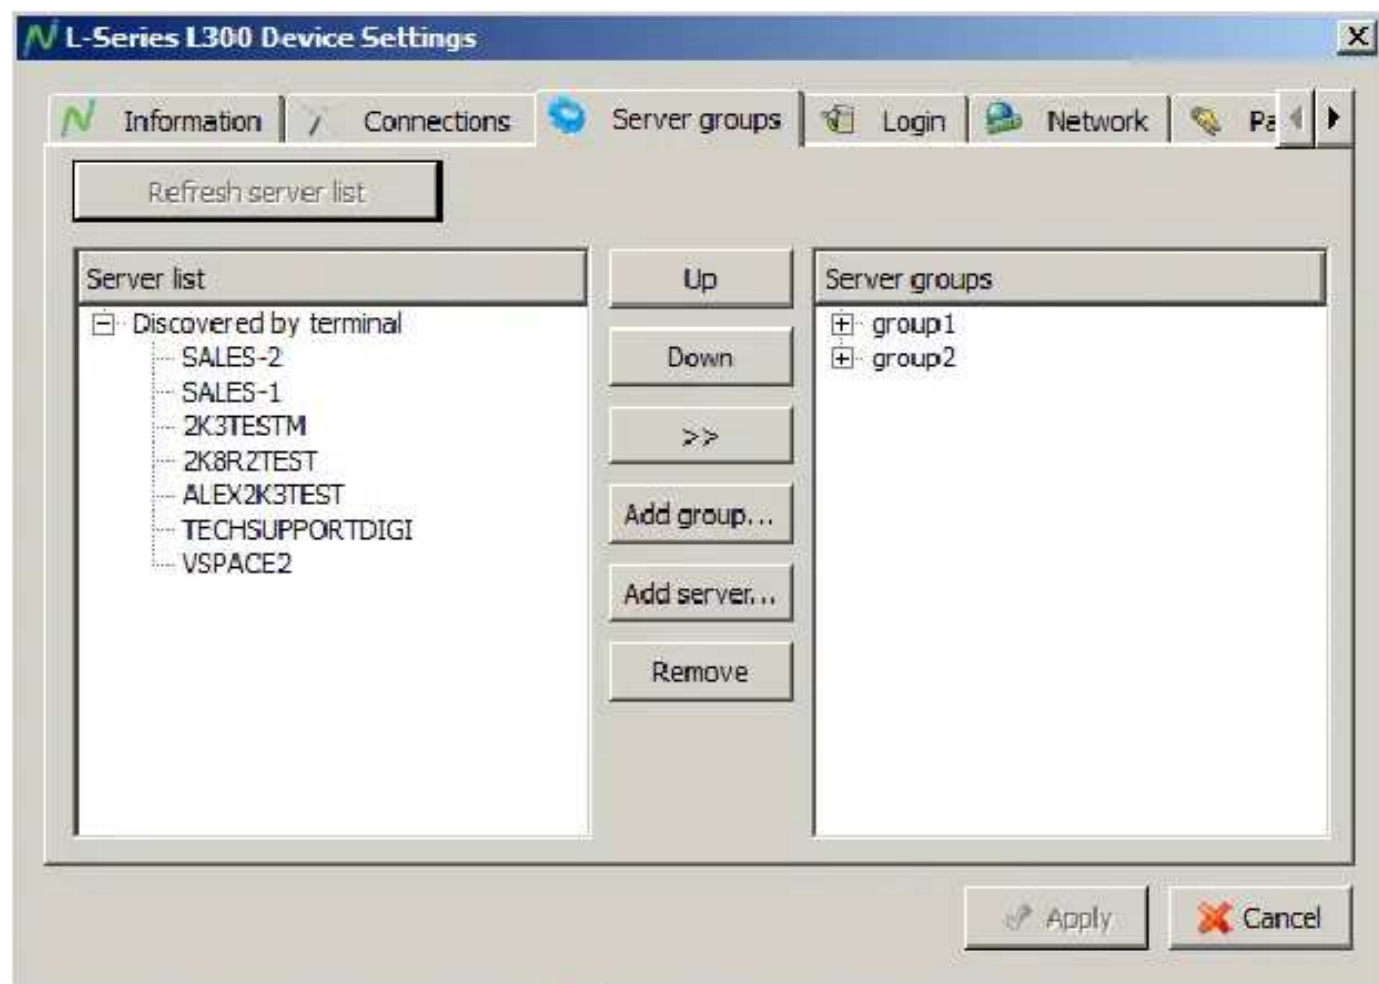 L-Series L300 Device Settings
Information Connections Server groups Login Network Pa
Refresh server list
Server list
Discovered by terminal
SALES-2
SALES-1
2K3TESTM
2K8R2TEST
ALEX2K3TEST
TECHSUPPORTDIGI
VSPACE2
Up
Down
>>
Add group...
Add server...
Remove
Server groups
group1
group2
Apply Cancel